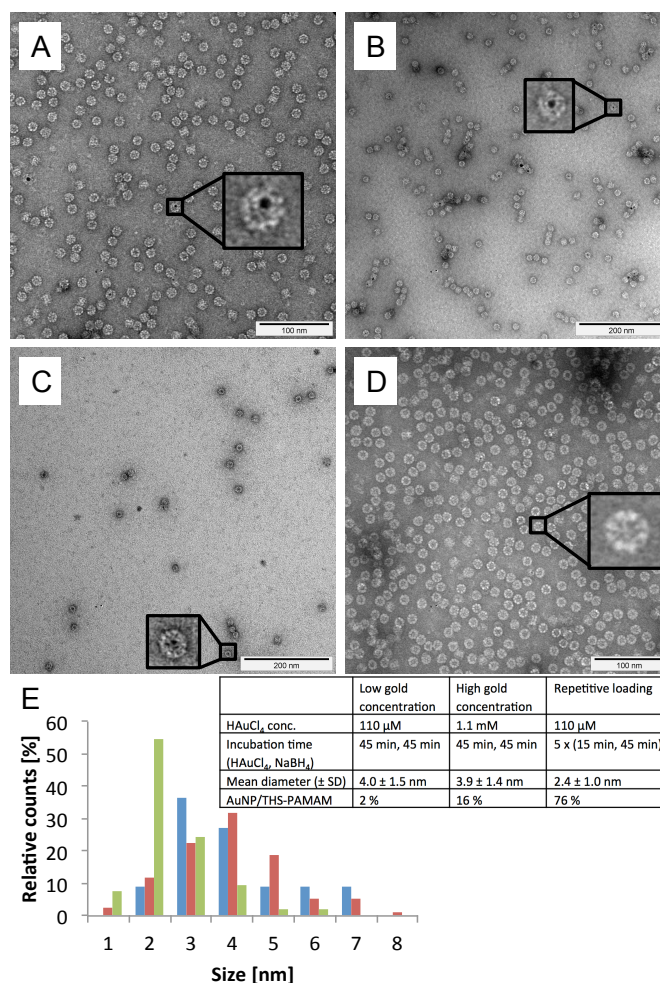 A
B
100 nm
200 nm
C
D
200 nm
100 nm
E
Low gold concentration
High gold concentration
Repetitive loading
HAuCl₄ conc.
110 µM
1.1 mM
110 µM
Incubation time (HAuCl₄, NaBH₄)
45 min, 45 min
45 min, 45 min
5 x (15 min, 45 min)
Mean diameter (± SD)
4.0 ± 1.5 nm
3.9 ± 1.4 nm
2.4 ± 1.0 nm
AuNP/THS-PAMAM
2 %
16 %
76 %
Relative counts [%]
60
50
40
30
20
10
0
1 2 3 4 5 6 7 8
Size [nm]